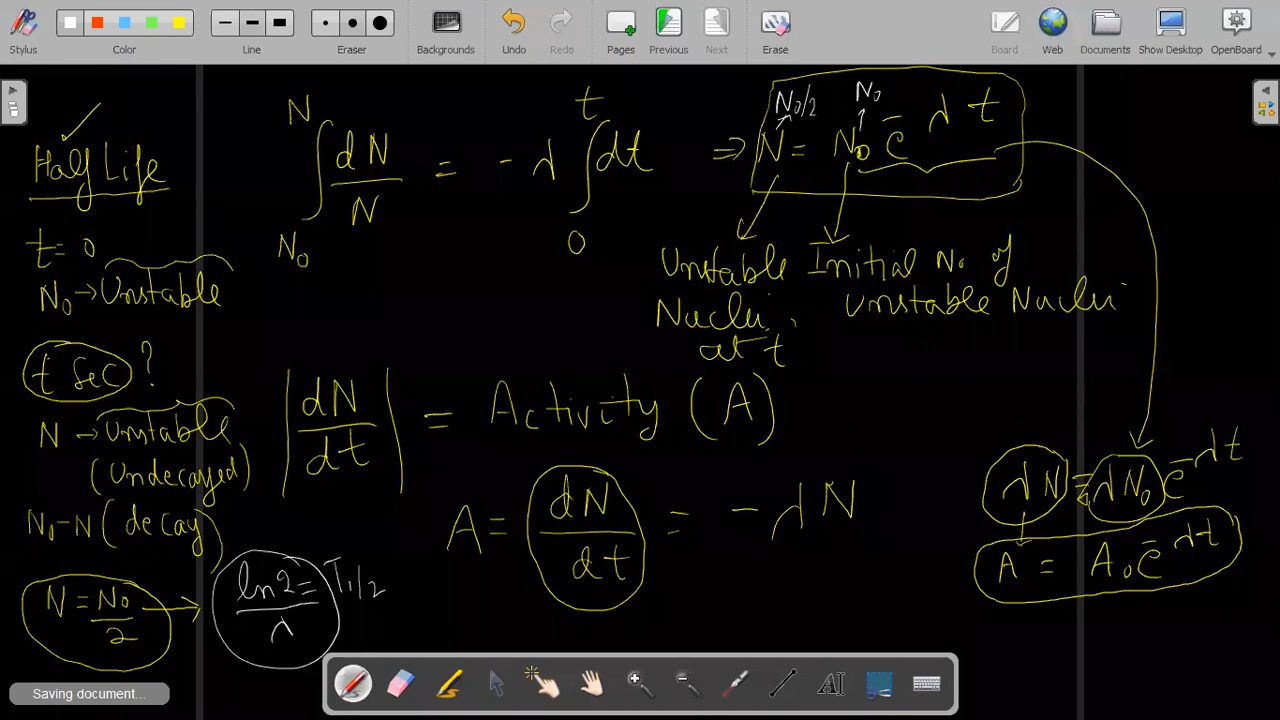 Stylus
Color
Line
Eraser
Backgrounds
Undo
Redo
Pages
Previous
Next
Erase
Board
Web
Documents
Show Desktop
OpenBoard
Half Life
t = 0
N₀ → Unstable
t sec ?
N → Unstable
(Undecayed)
N₀-N (decay)
N = N₀/2 → ln2/λ = T1/2
∫ᴺ_N₀ dN/N = -λ ∫ᵗ₀ dt ⇒ N = N₀ e^-λt
N₀/2 N₀
Unstable Nuclei at t
Initial No of Unstable Nuclei
|dN/dt| = Activity (A)
A = dN/dt = -λN
λN = λN₀ e^-λt
A = A₀ e^-λt
Saving document...
AI